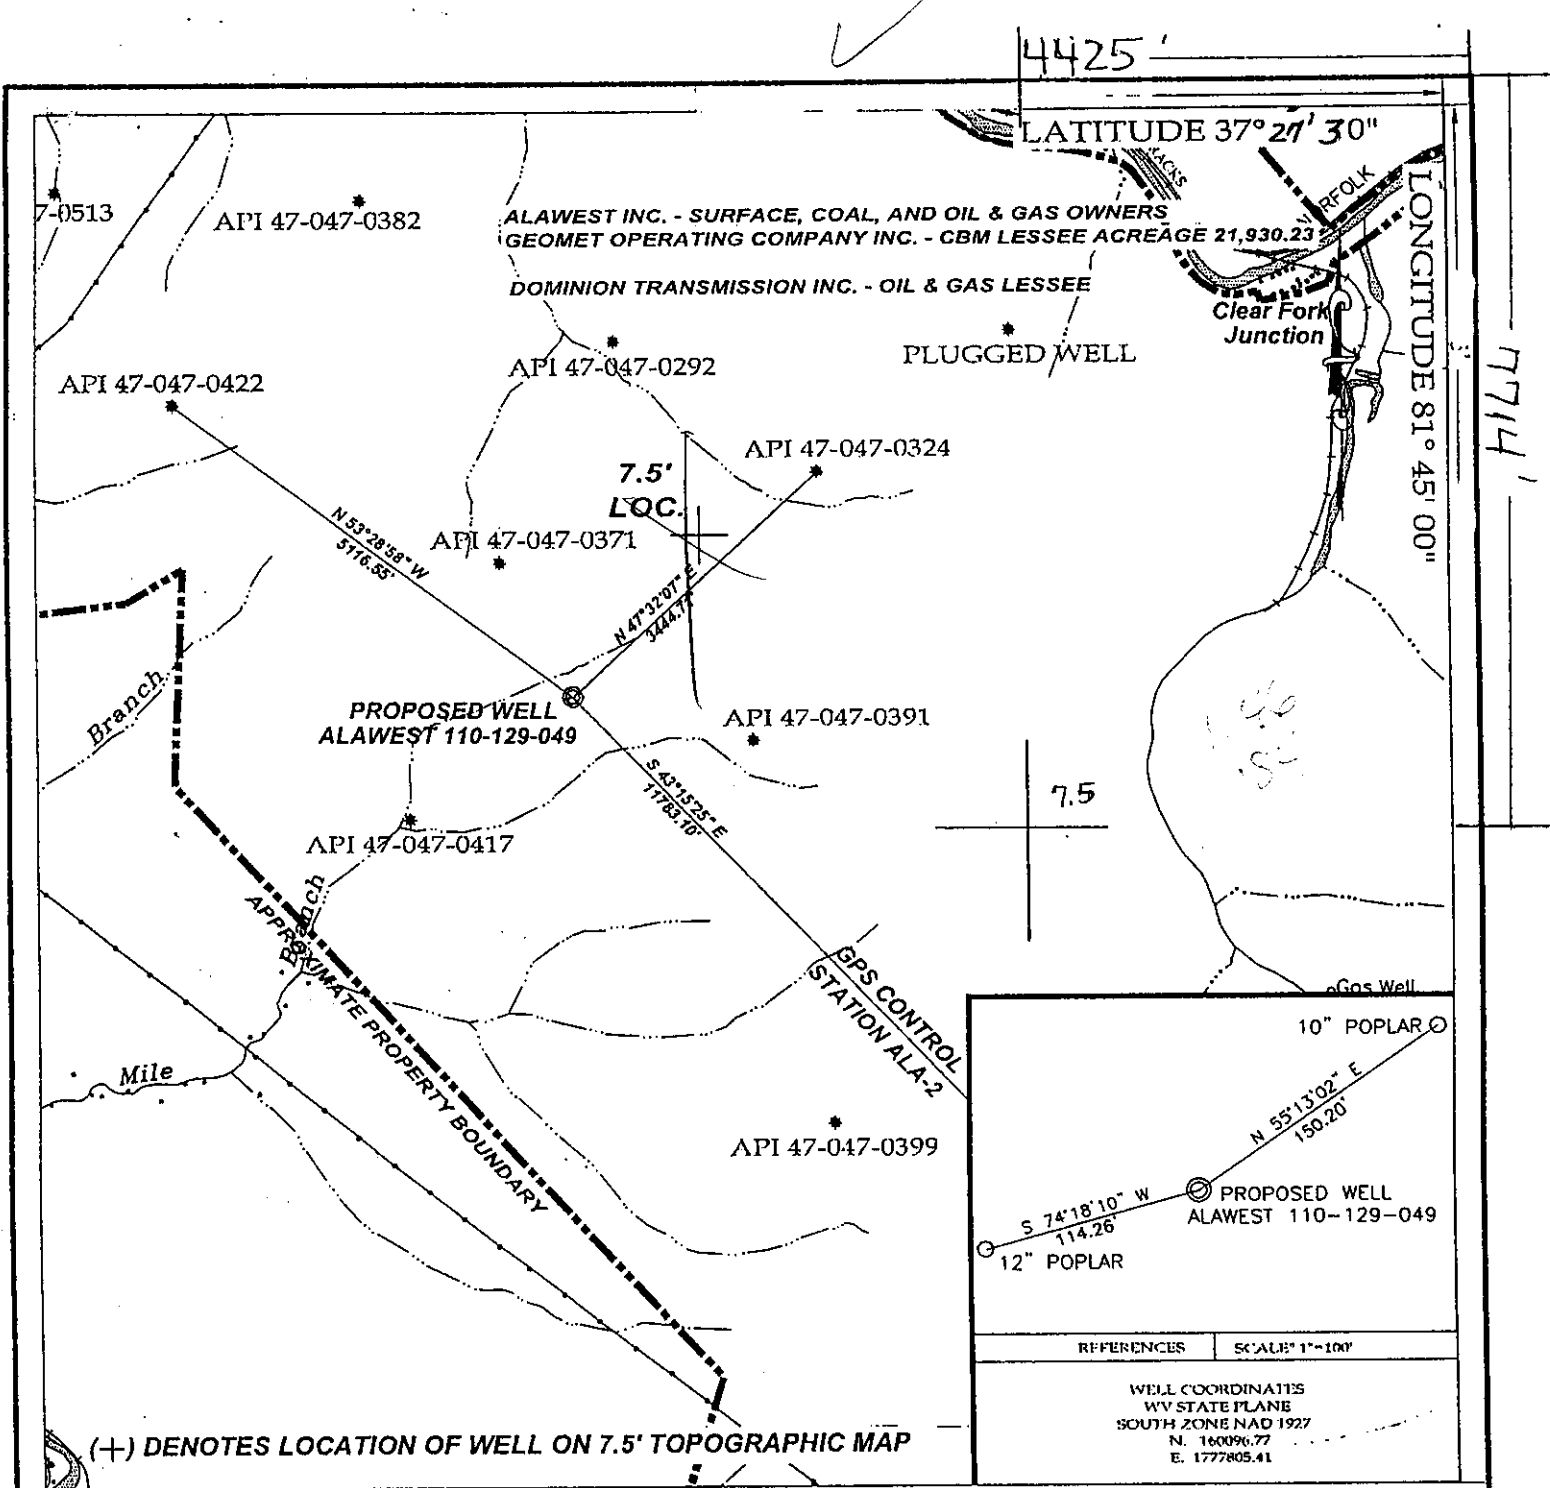 4425'
LATITUDE 37° 27' 30"
LONGITUDE 81° 45' 00"
7714'
7-0513
API 47-047-0382
ALAWEST INC. - SURFACE, COAL, AND OIL & GAS OWNERS
GEOMET OPERATING COMPANY INC. - CBM LESSEE ACREAGE 21,930.23
DOMINION TRANSMISSION INC. - OIL & GAS LESSEE
Clear Fork
Junction
API 47-047-0292
PLUGGED WELL
API 47-047-0422
API 47-047-0324
7.5'
LOC.
API 47-047-0371
N 53°28'58" W
5116.55'
N 47°32'07" E
Branch
PROPOSED WELL
ALAWEST 110-129-049
API 47-047-0391
S 43°15'25" E
11783.10'
7.5
API 47-047-0417
Branch
APPROXIMATE PROPERTY BOUNDARY
GPS CONTROL
STATION ALA-2
Gas Well
Mile
API 47-047-0399
10" POPLAR
N 55°13'02" E
150.20'
PROPOSED WELL
ALAWEST 110-129-049
S 74°18'10" W
114.26'
12" POPLAR
REFERENCES
SCALE" 1"=100'
WELL COORDINATES
WV STATE PLANE
SOUTH ZONE NAD 1927
N. 160096.77
E. 1777805.41
(+) DENOTES LOCATION OF WELL ON 7.5' TOPOGRAPHIC MAP